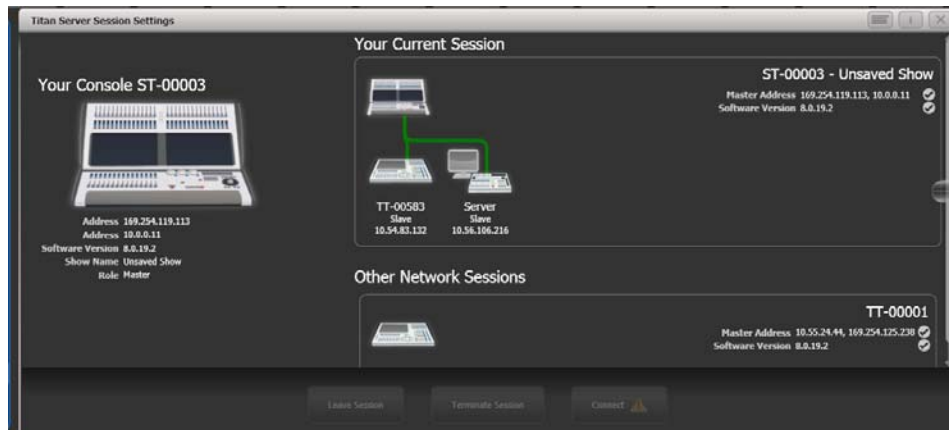 Titan Server Session Settings
Your Current Session
Your Console ST-00003
ST-00003 - Unsaved Show
Master Address 169.254.119.113, 10.0.0.11
Software Version 8.0.19.2
TT-00583
Slave
10.54.83.132
Server
Slave
10.56.106.216
Address 169.254.119.113
Address 10.0.0.11
Software Version 8.0.19.2
Show Name Unsaved Show
Role Master
Other Network Sessions
TT-00001
Master Address 10.55.24.44, 169.254.125.238
Software Version 8.0.19.2
Leave Session
Terminate Session
Connect